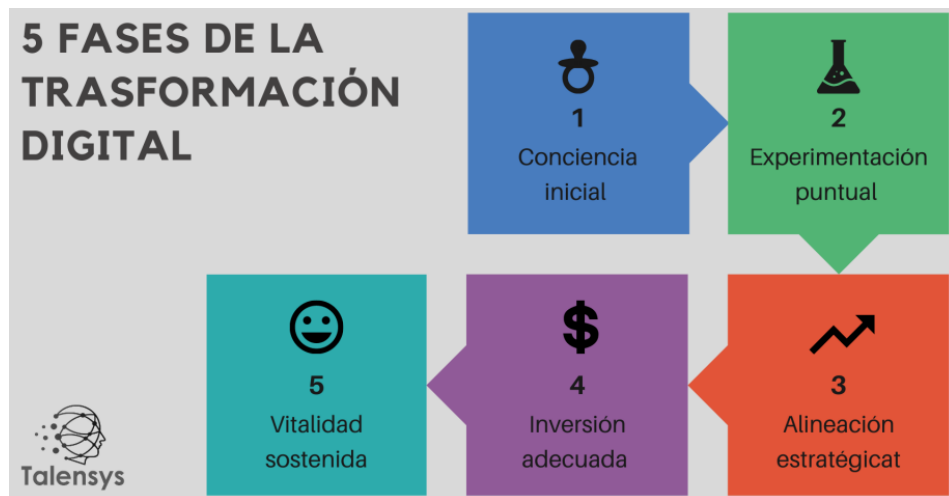 5 FASES DE LA
TRASFORMACIÓN
DIGITAL
1
Conciencia
inicial
2
Experimentación
puntual
3
Alineación
estratégicat
4
Inversión
adecuada
5
Vitalidad
sostenida
Talensys